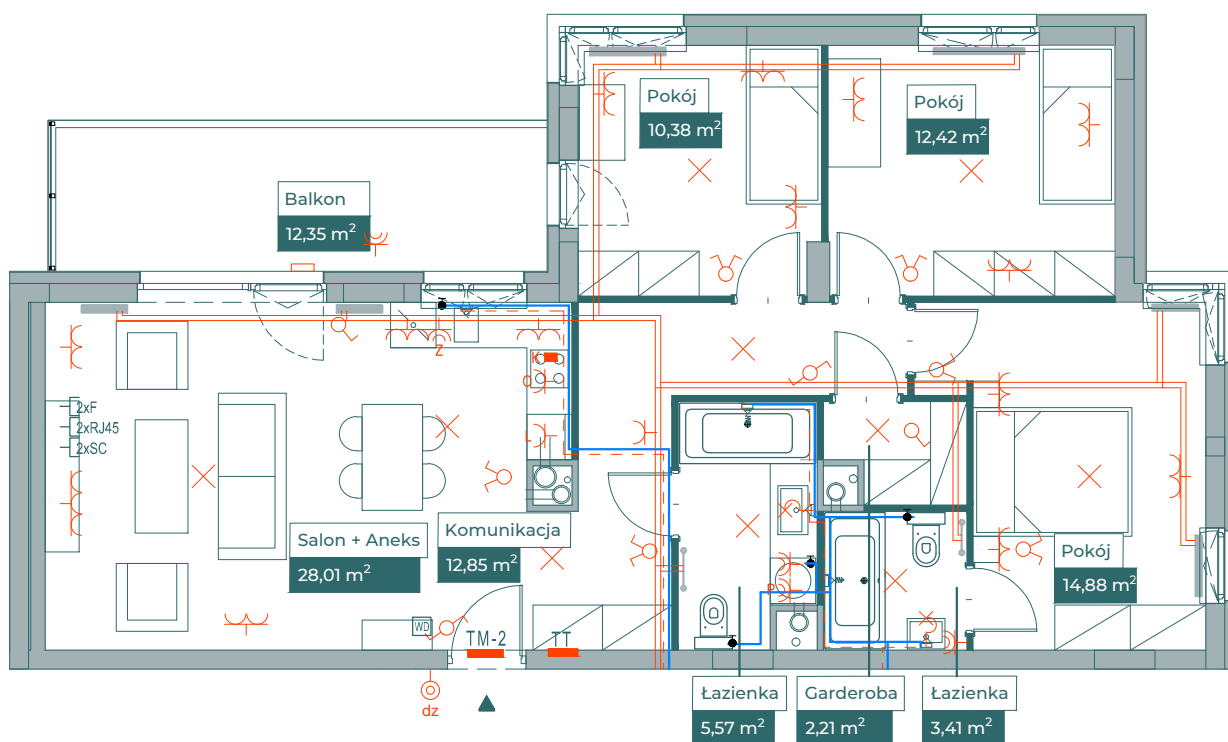 Pokój
10,38 m²
Pokój
12,42 m²
Balkon
12,35 m²
Z
K
2xF
2xRJ45
2xSC
Salon + Aneks
28,01 m²
Komunikacja
12,85 m²
Pokój
14,88 m²
WD
TM-2
TT
dz
Łazienka
5,57 m²
Garderoba
2,21 m²
Łazienka
3,41 m²